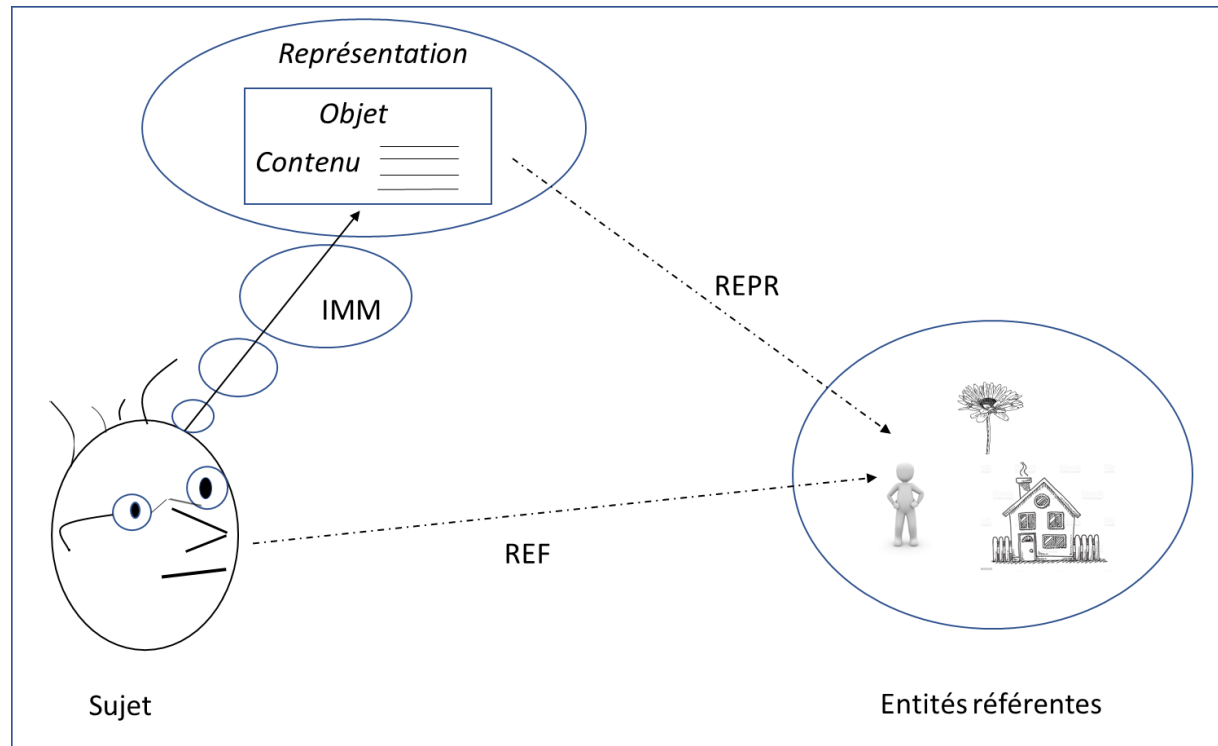 Représentation
Objet
Contenu
IMM
REPR
REF
Sujet
Entités référentes